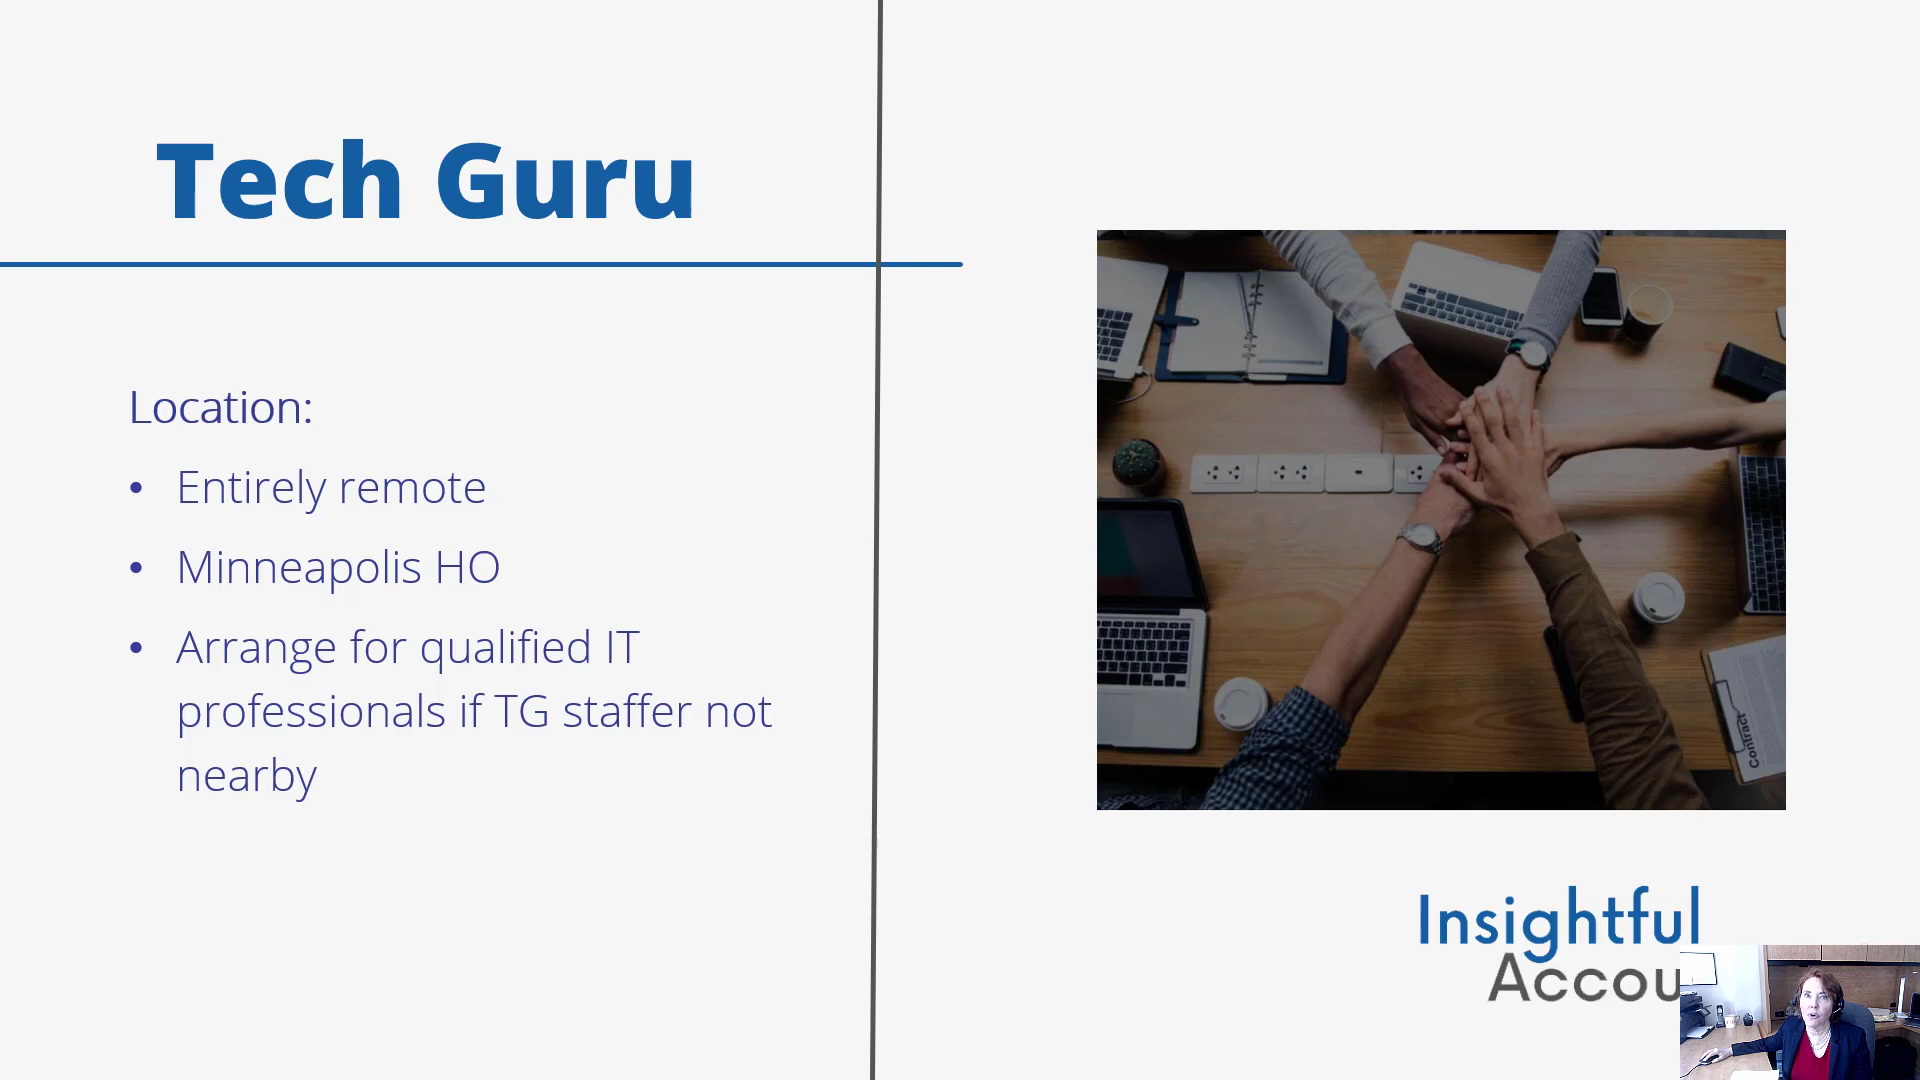 Tech Guru
Location:
• Entirely remote
• Minneapolis HO
• Arrange for qualified IT
professionals if TG staffer not
nearby
Contract
Insightful
Accou